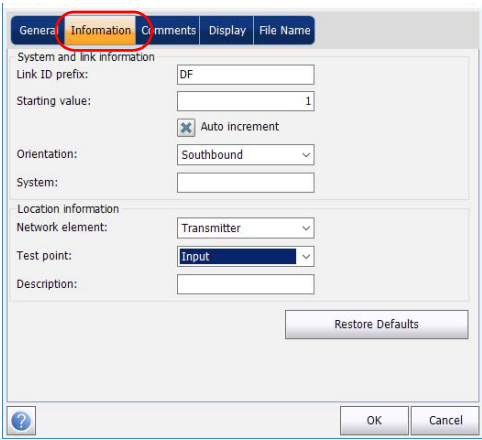 General Information Comments Display File Name
System and link information
Link ID prefix: DF
Starting value: 1
Auto increment
Orientation: Southbound
System:
Location information
Network element: Transmitter
Test point: Input
Description:
Restore Defaults
? OK Cancel